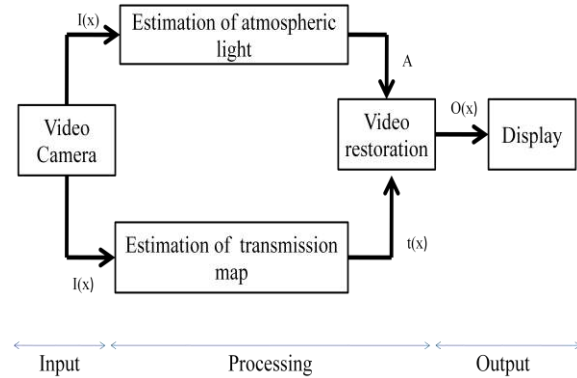 I(x)
Estimation of atmospheric
light
A
Video
Camera
Video
restoration
O(x)
Display
Estimation of transmission
map
I(x)
t(x)
Input
Processing
Output